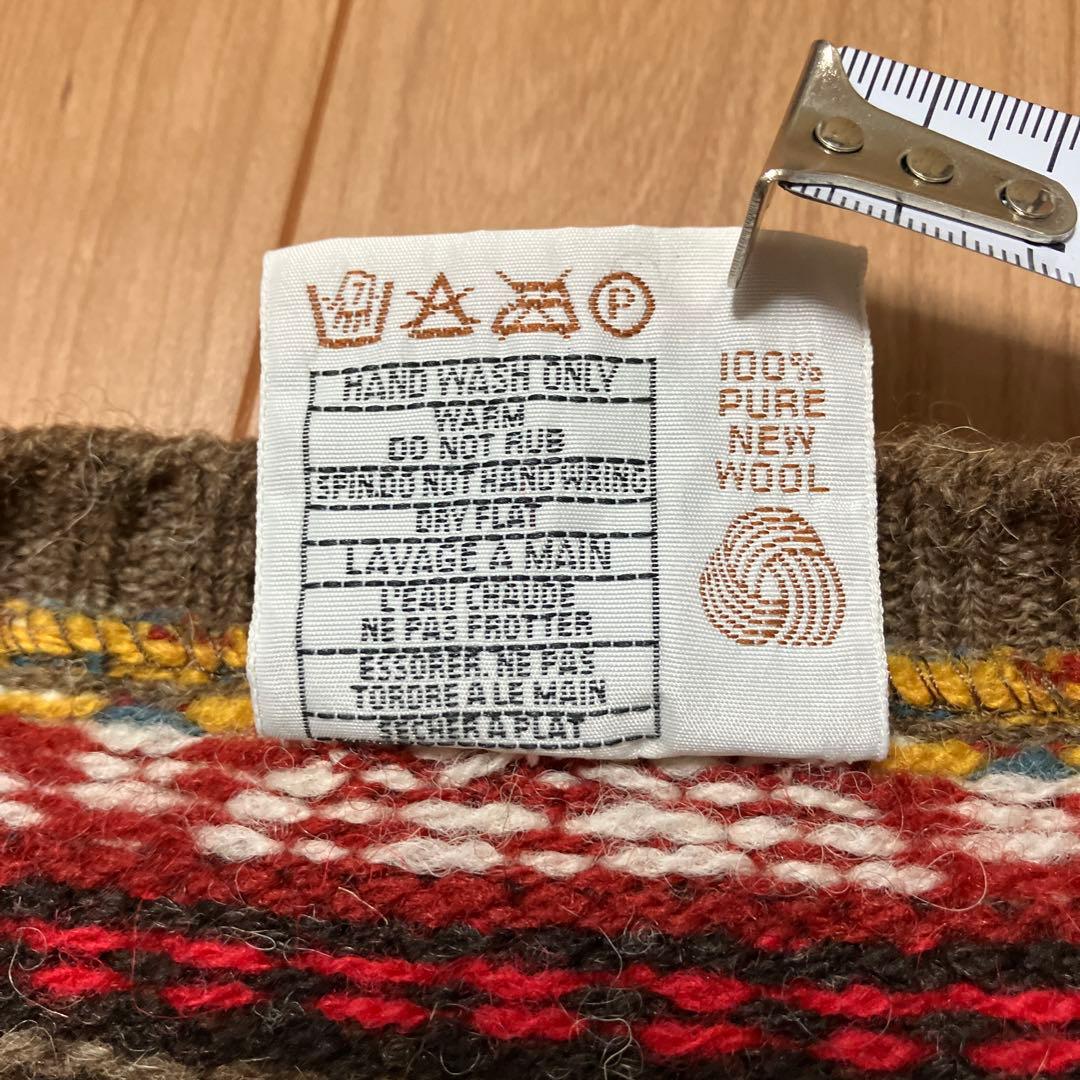 P
HAND WASH ONLY
WARM
DO NOT RUB
SPIN.DO NOT HAND WRING
DRY FLAT
LAVAGE A MAIN
L'EAU CHAUDE
NE PAS FROTTER
ESSORER NE PAS
TORDRE A LE MAIN
SECHER A PLAT
100%
PURE
NEW
WOOL